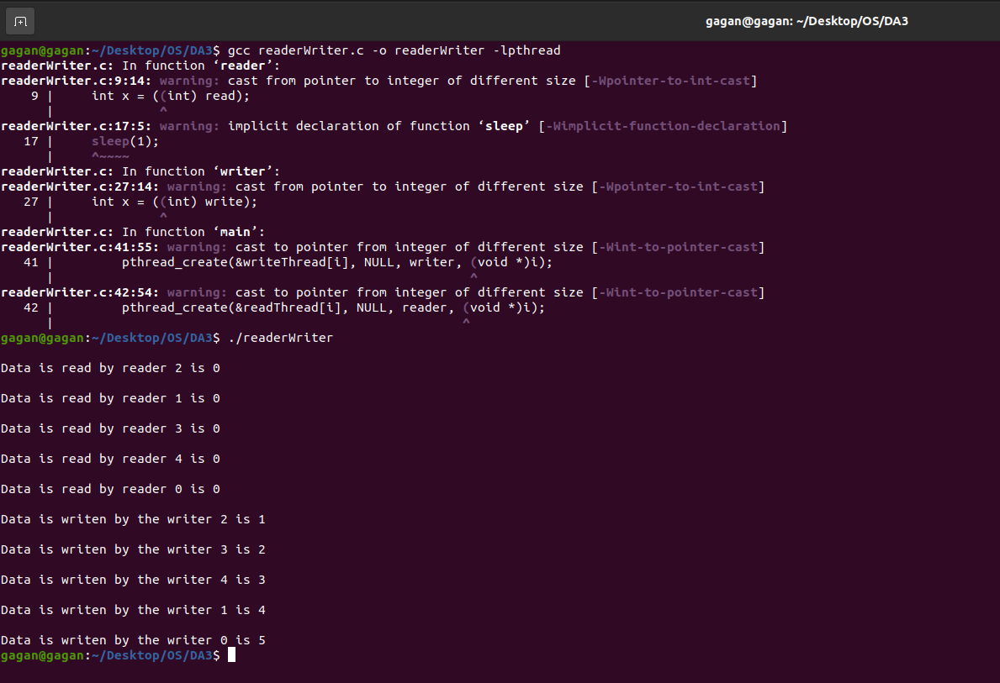 gagan@gagan: ~/Desktop/OS/DA3
gagan@gagan:~/Desktop/OS/DA3$ gcc readerWriter.c -o readerWriter -lpthread
readerWriter.c: In function ‘reader’:
readerWriter.c:9:14: warning: cast from pointer to integer of different size [-Wpointer-to-int-cast]
    9 |     int x = ((int) read);
      |              ^
readerWriter.c:17:5: warning: implicit declaration of function ‘sleep’ [-Wimplicit-function-declaration]
   17 |     sleep(1);
      |     ^~~~~
readerWriter.c: In function ‘writer’:
readerWriter.c:27:14: warning: cast from pointer to integer of different size [-Wpointer-to-int-cast]
   27 |     int x = ((int) write);
      |              ^
readerWriter.c: In function ‘main’:
readerWriter.c:41:55: warning: cast to pointer from integer of different size [-Wint-to-pointer-cast]
   41 |         pthread_create(&writeThread[i], NULL, writer, (void *)i);
      |                                                       ^
readerWriter.c:42:54: warning: cast to pointer from integer of different size [-Wint-to-pointer-cast]
   42 |         pthread_create(&readThread[i], NULL, reader, (void *)i);
      |                                                      ^
gagan@gagan:~/Desktop/OS/DA3$ ./readerWriter
Data is read by reader 2 is 0
Data is read by reader 1 is 0
Data is read by reader 3 is 0
Data is read by reader 4 is 0
Data is read by reader 0 is 0
Data is writen by the writer 2 is 1
Data is writen by the writer 3 is 2
Data is writen by the writer 4 is 3
Data is writen by the writer 1 is 4
Data is writen by the writer 0 is 5
gagan@gagan:~/Desktop/OS/DA3$